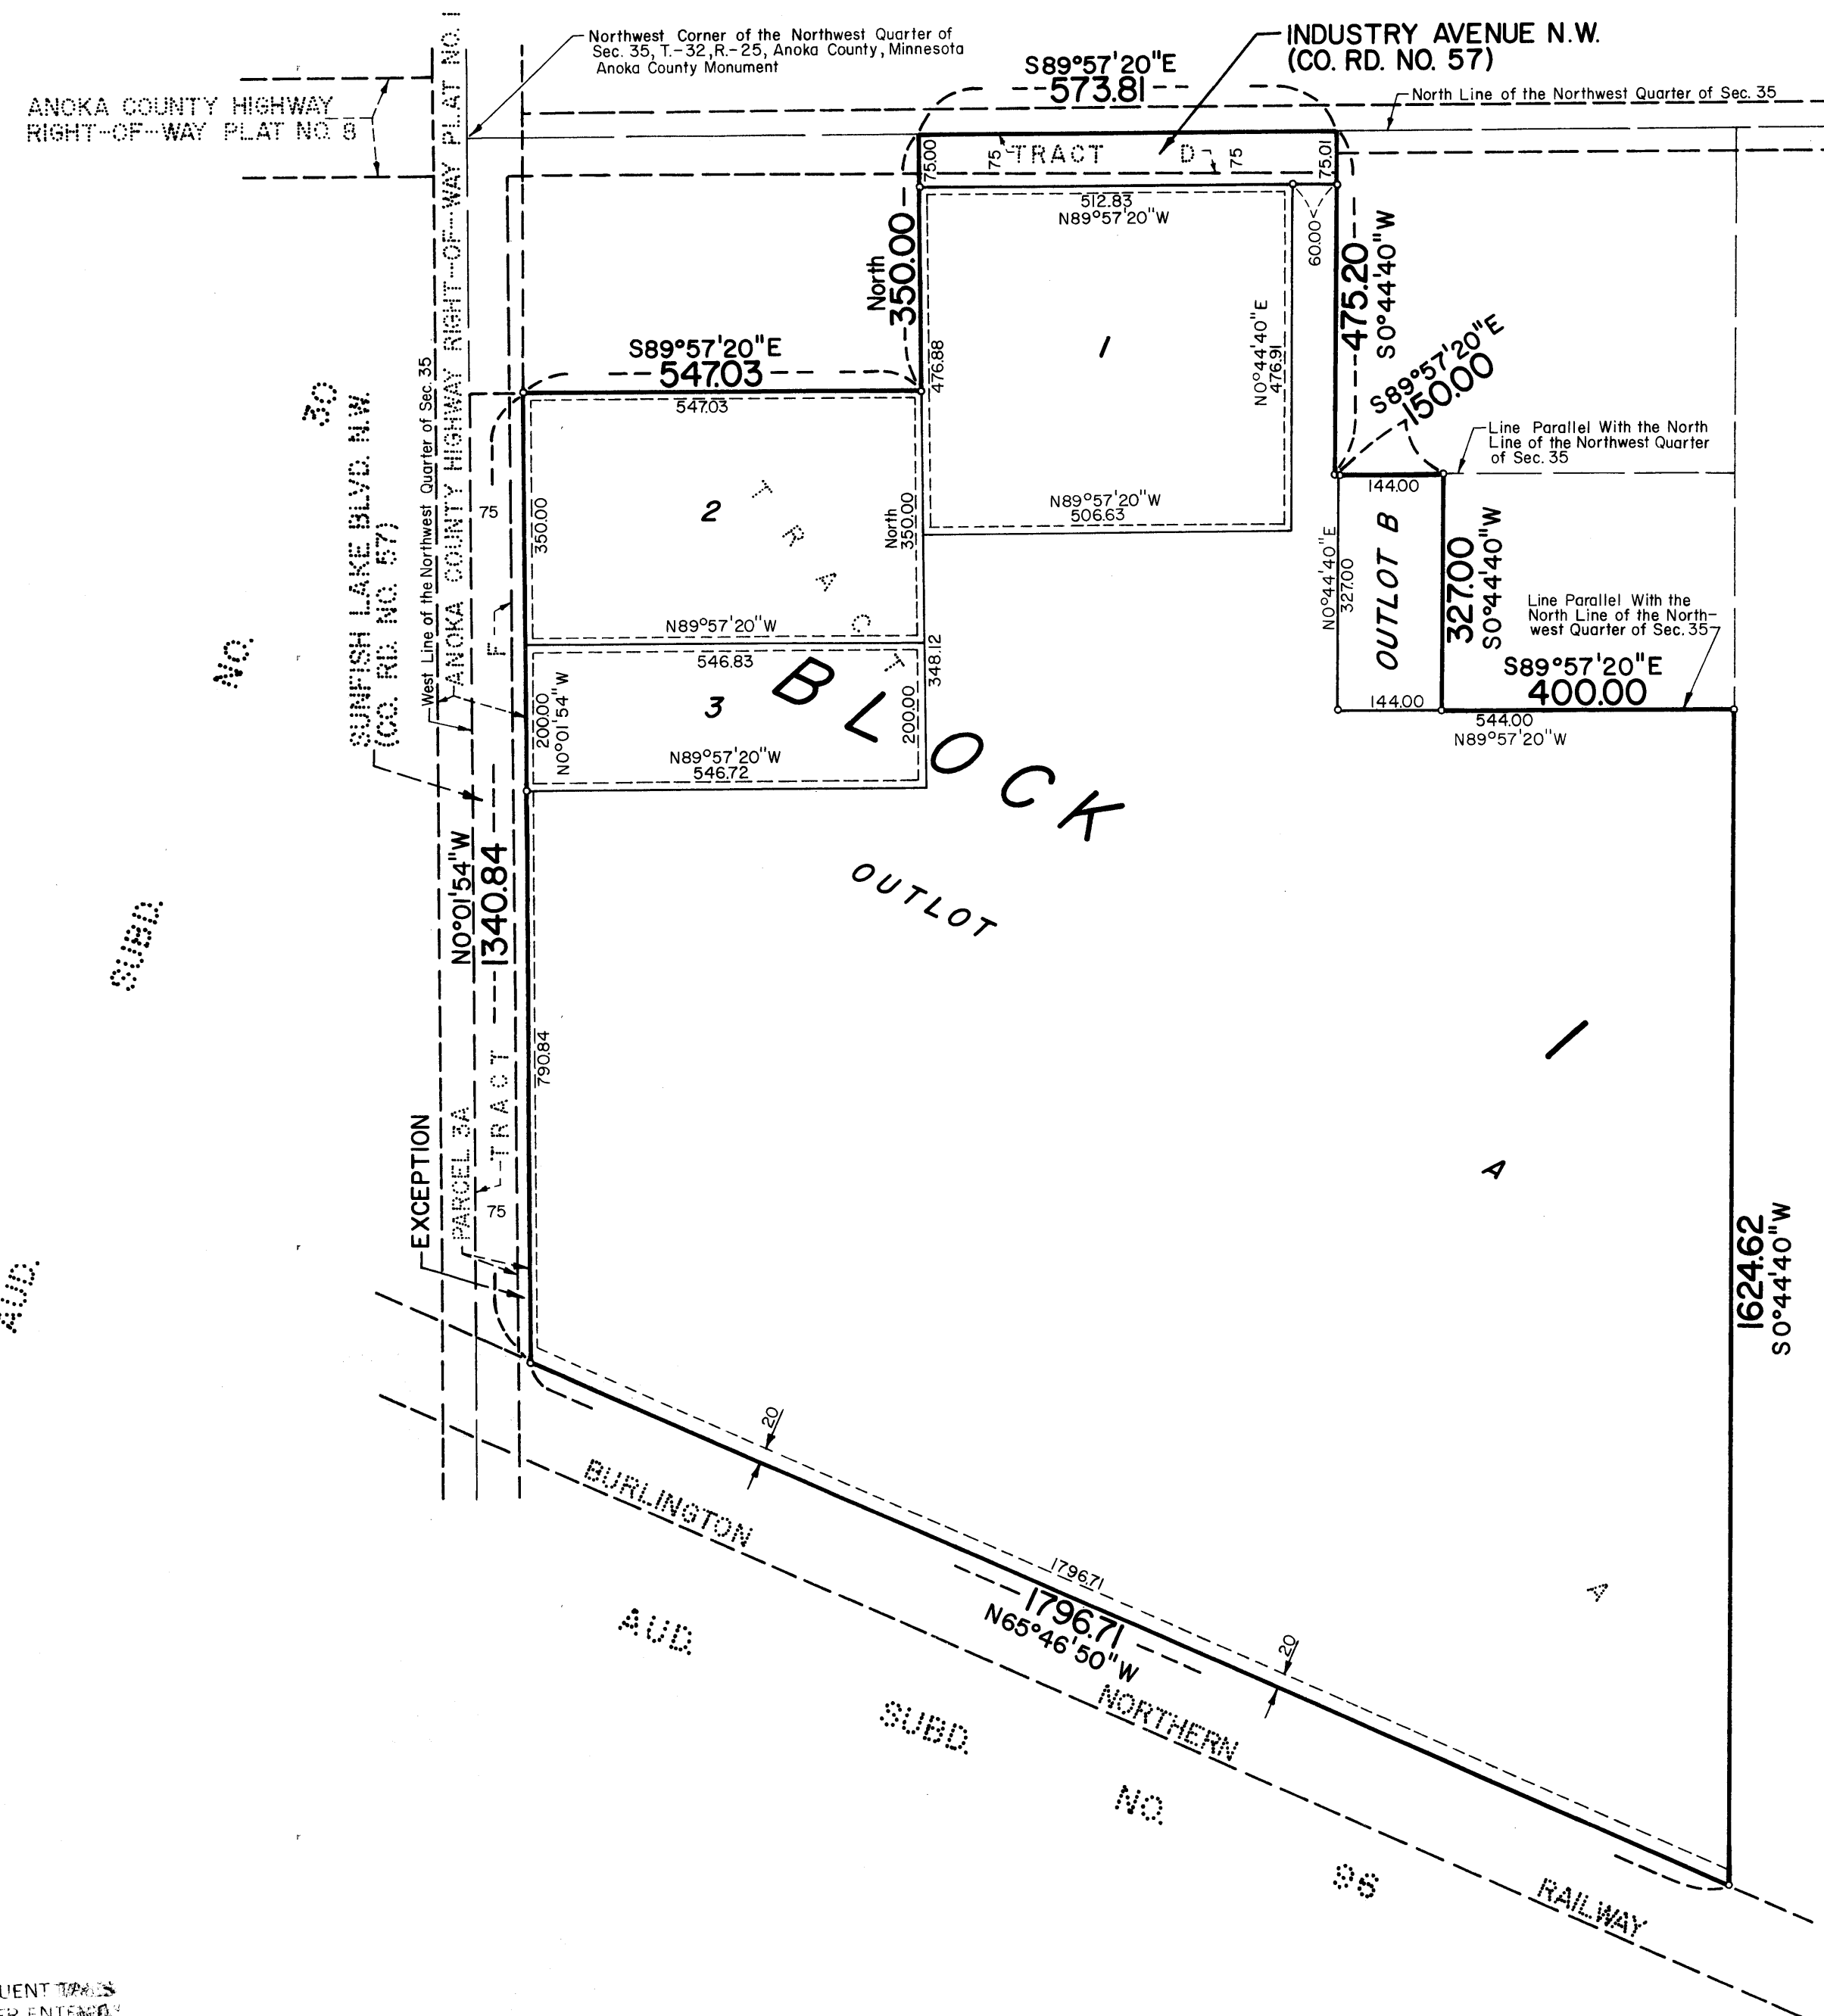 Northwest Corner of the Northwest Quarter of
Sec. 35, T.-32, R.-25, Anoka County, Minnesota
Anoka County Monument
INDUSTRY AVENUE N.W.
(CO. RD. NO. 57)
S89°57'20"E
573.81
North Line of the Northwest Quarter of Sec. 35
ANOKA COUNTY HIGHWAY
RIGHT-OF-WAY PLAT NO. 8
ANOKA COUNTY HIGHWAY RIGHT-OF-WAY PLAT NO. 1
75.00
75
TRACT D
75
75.01
512.83
N89°57'20"W
60.00
North
350.00
475.20
S0°44'40"W
S89°57'20"E
150.00
S89°57'20"E
547.03
476.88
1
N0°44'40"E
476.91
Line Parallel With the North
Line of the Northwest Quarter
of Sec. 35
547.03
144.00
West Line of the Northwest Quarter of Sec. 35
SUNFISH LAKE BLVD. N.W.
(CO. RD. NO. 57)
30
NO.
SUBD.
AUD.
75
350.00
2
North
350.00
TRACT
N89°57'20"W
506.63
N0°44'40"E
327.00
OUTLOT B
327.00
S0°44'40"W
Line Parallel With the
North Line of the North-
west Quarter of Sec. 35
F
N89°57'20"W
546.83
348.12
S89°57'20"E
400.00
200.00
N0°01'54"W
3
200.00
144.00
544.00
N89°57'20"W
N89°57'20"W
546.72
BLOCK
OUTLOT
N0°01'54"W
1340.84
790.84
1
A
EXCEPTION
PARCEL 3A
TRACT
75
1624.62
S0°44'40"W
20
BURLINGTON
1796.71
1796.71
N65°46'50"W
20
A
NORTHERN
AUD.
SUBD.
NO.
96
RAILWAY